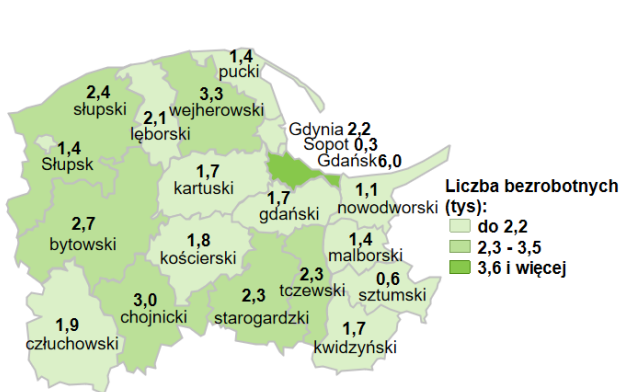 1,4
pucki
2,4
słupski
3,3
wejherowski
2,1
lęborski
Gdynia 2,2
Sopot 0,3
Gdańsk6,0
1,4
Słupsk
1,7
kartuski
1,7
gdański
1,1
nowodworski
2,7
bytowski
1,8
kościerski
1,4
malborski
2,3
tczewski
0,6
sztumski
3,0
chojnicki
2,3
starogardzki
1,9
człuchowski
1,7
kwidzyński
Liczba bezrobotnych
(tys):
do 2,2
2,3 - 3,5
3,6 i więcej